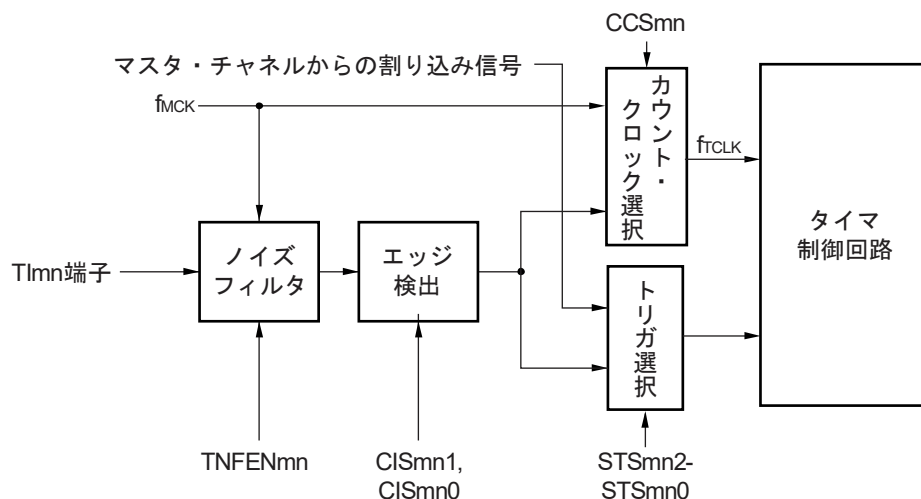 CCSmn
マスタ・チャネルからの割り込み信号
fMCK
カウント・
クロック選択
fTCLK
タイマ
制御回路
TImn端子
ノイズ
フィルタ
エッジ
検出
トリガ選択
TNFENmn
CISmn1,
CISmn0
STSmn2-
STSmn0